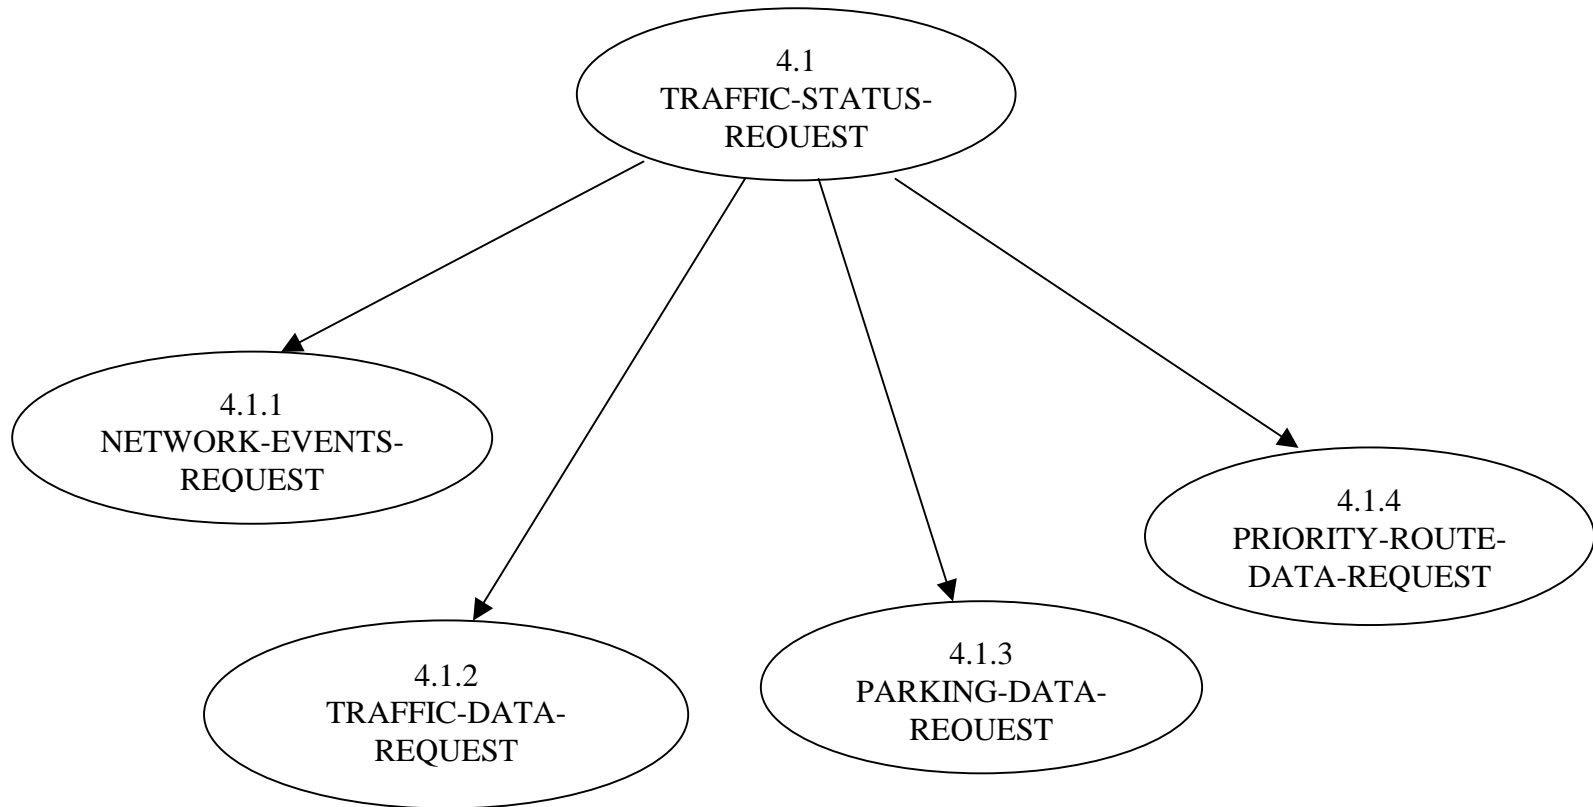 4.1
TRAFFIC-STATUS-
REQUEST
4.1.1
NETWORK-EVENTS-
REQUEST
4.1.4
PRIORITY-ROUTE-
DATA-REQUEST
4.1.2
TRAFFIC-DATA-
REQUEST
4.1.3
PARKING-DATA-
REQUEST